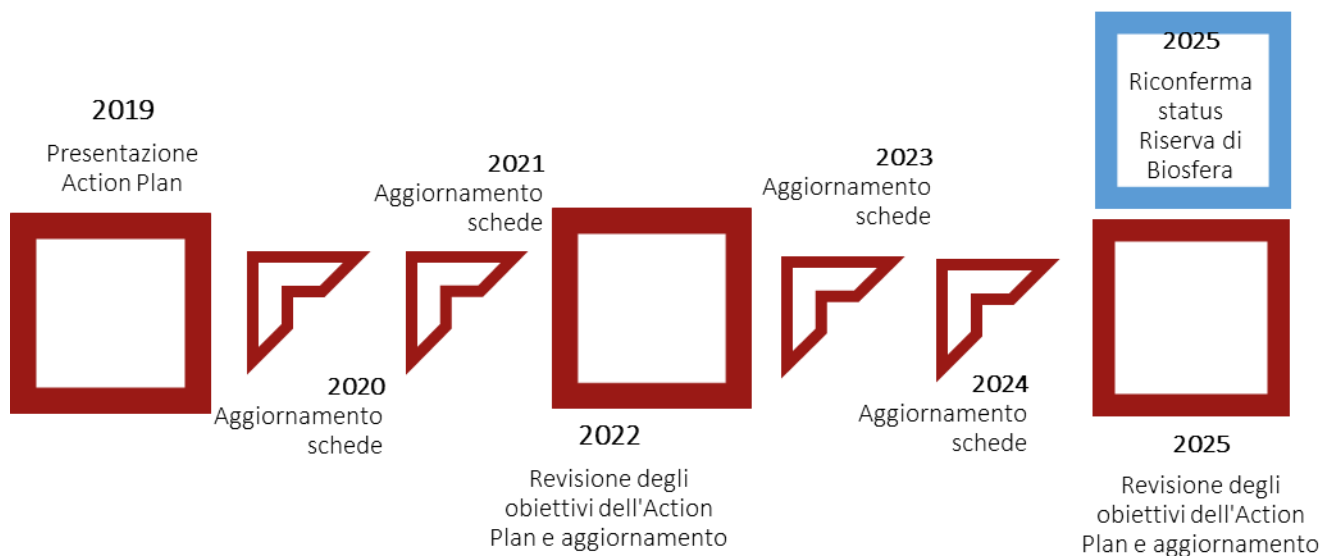 2019
Presentazione
Action Plan
2020
Aggiornamento
schede
2021
Aggiornamento
schede
2022
Revisione degli
obiettivi dell'Action
Plan e aggiornamento
2023
Aggiornamento
schede
2024
Aggiornamento
schede
2025
Riconferma
status
Riserva di
Biosfera
2025
Revisione degli
obiettivi dell'Action
Plan e aggiornamento